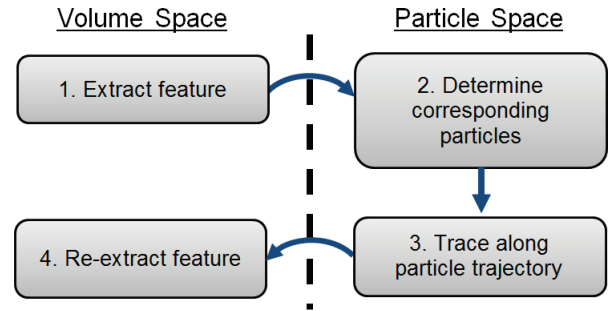 Volume Space
Particle Space
1. Extract feature
2. Determine
corresponding
particles
3. Trace along
particle trajectory
4. Re-extract feature